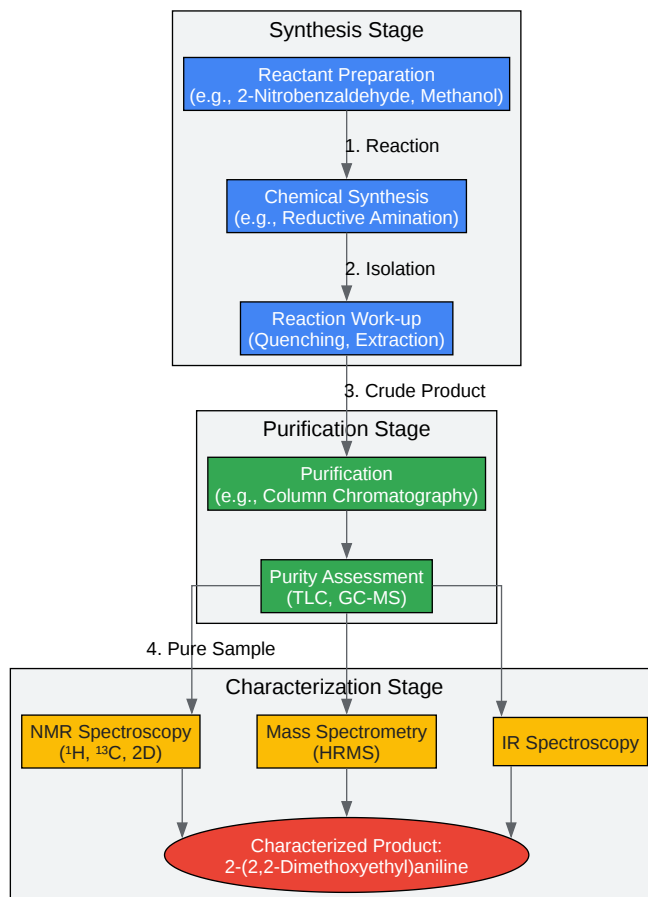 Synthesis Stage
Reactant Preparation
(e.g., 2-Nitrobenzaldehyde, Methanol)
1. Reaction
Chemical Synthesis
(e.g., Reductive Amination)
2. Isolation
Reaction Work-up
(Quenching, Extraction)
3. Crude Product
Purification Stage
Purification
(e.g., Column Chromatography)
Purity Assessment
(TLC, GC-MS)
4. Pure Sample
Characterization Stage
NMR Spectroscopy
(¹H, ¹³C, 2D)
Mass Spectrometry
(HRMS)
IR Spectroscopy
Characterized Product:
2-(2,2-Dimethoxyethyl)aniline